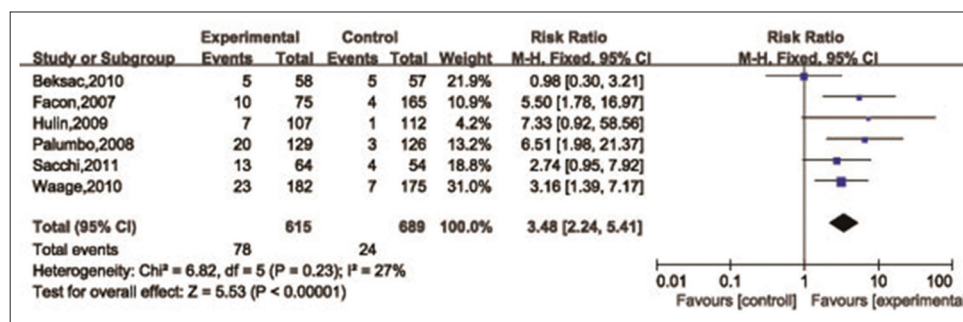 Experimental Control Risk Ratio Risk Ratio
Study or Subgroup Events Total Events Total Weight M-H. Fixed. 95% CI M-H. Fixed. 95% CI
Beksac,2010 5 58 5 57 21.9% 0.98 [0.30, 3.21]
Facon,2007 10 75 4 165 10.9% 5.50 [1.78, 16.97]
Hulin,2009 7 107 1 112 4.2% 7.33 [0.92, 58.56]
Palumbo,2008 20 129 3 126 13.2% 6.51 [1.98, 21.37]
Sacchi,2011 13 64 4 54 18.8% 2.74 [0.95, 7.92]
Waage,2010 23 182 7 175 31.0% 3.16 [1.39, 7.17]
Total (95% CI) 615 689 100.0% 3.48 [2.24, 5.41]
Total events 78 24
Heterogeneity: Chi² = 6.82, df = 5 (P = 0.23); I² = 27%
Test for overall effect: Z = 5.53 (P < 0.00001)
0.01 0.1 1 10 100
Favours [controll] Favours [experimenta